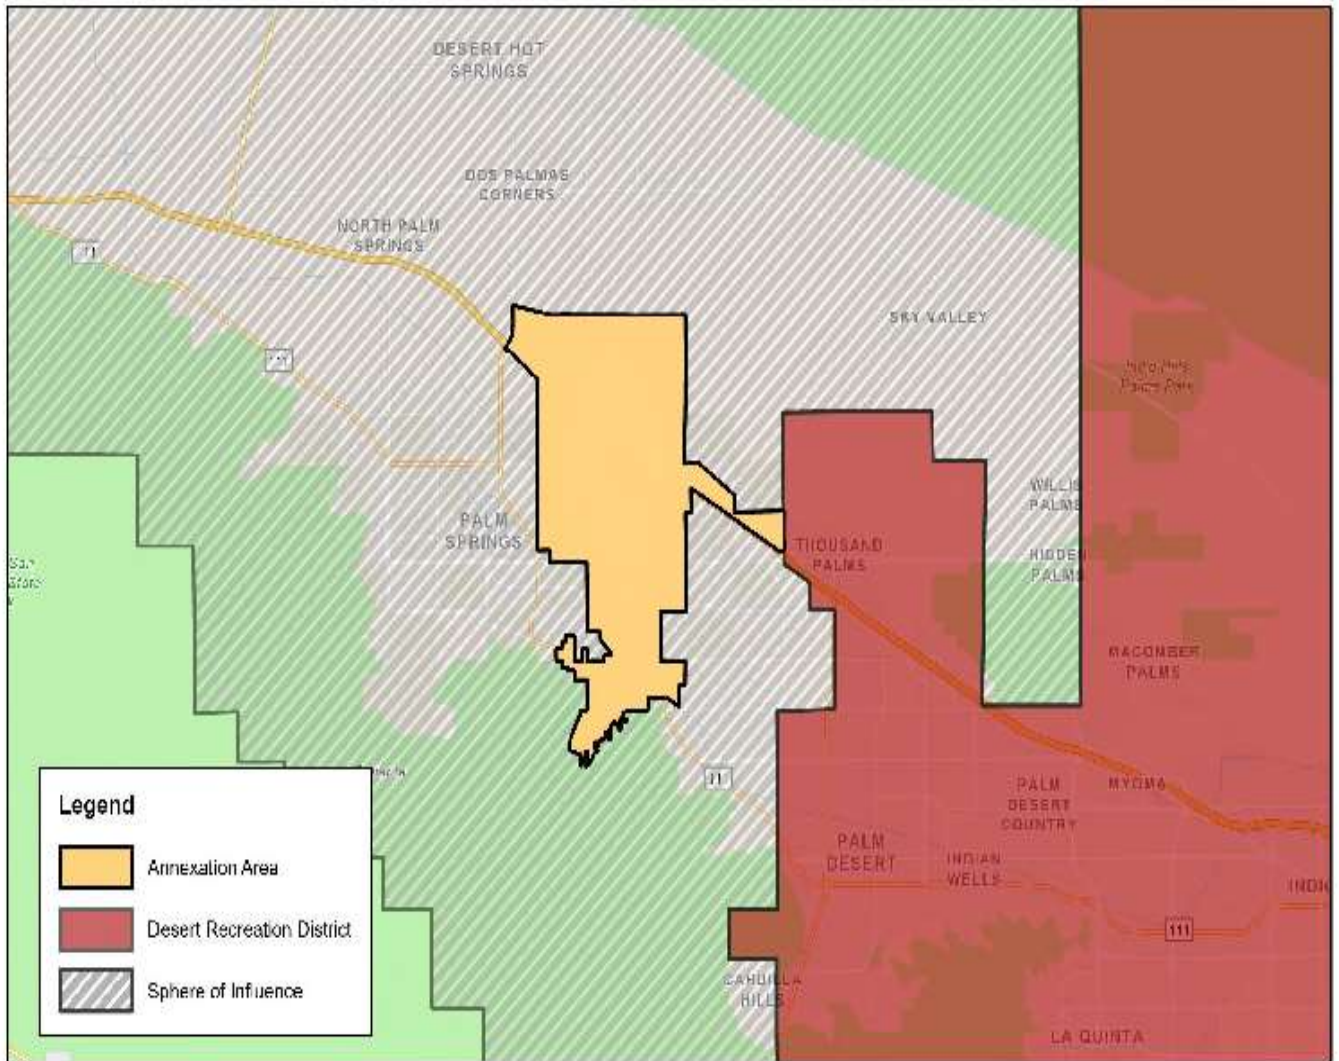 DESERT HOT
SPRINGS
DOS PALMAS
CORNERS
NORTH PALM
SPRINGS
SKY VALLEY
WILLIS
PALMS
PALM
SPRINGS
THOUSAND
PALMS
HIDDEN
PALMS
MACOMBER
PALMS
PALM
DESERT
COUNTRY
MYOMA
PALM
DESERT
INDIAN
WELLS
111
CAHUILLA
HILLS
LA QUINTA
Legend
Annexation Area
Desert Recreation District
Sphere of Influence